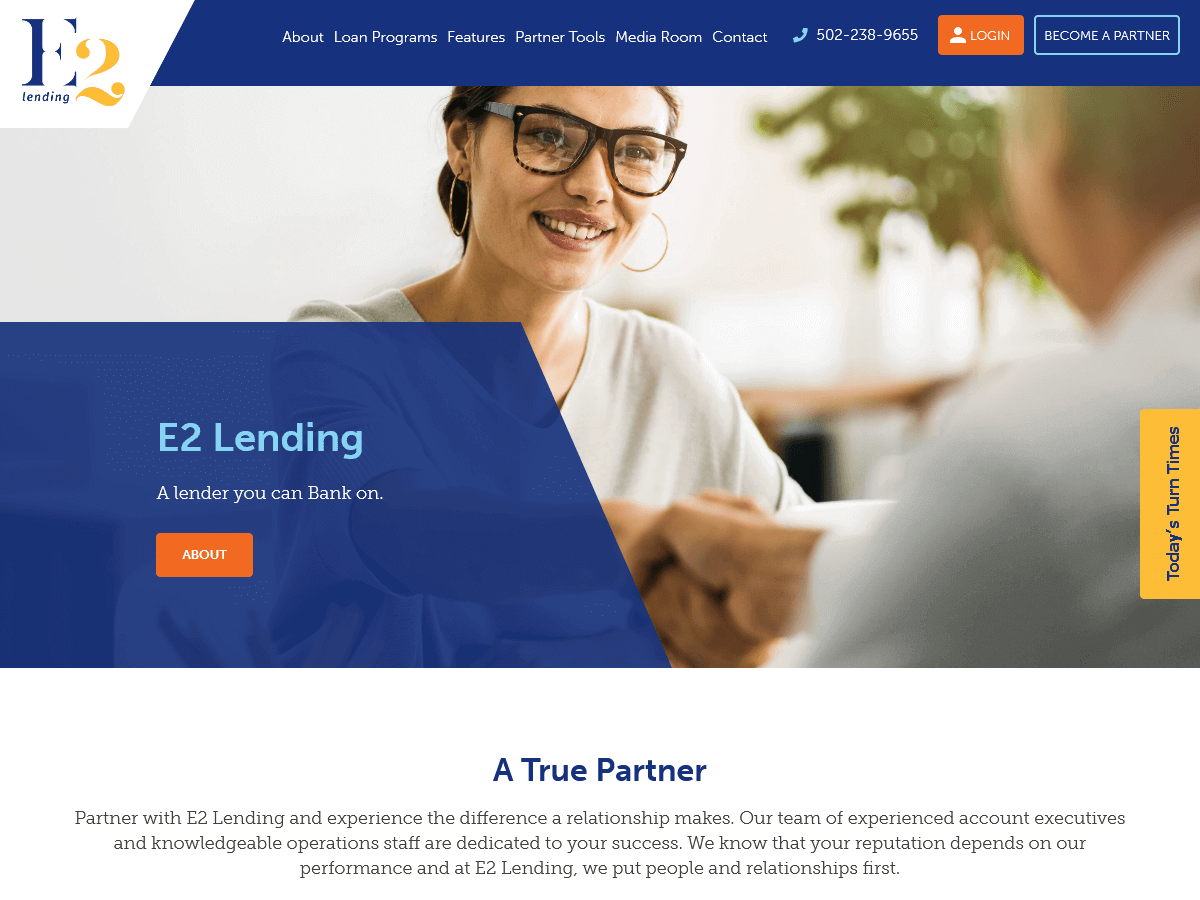 E2
lending
About Loan Programs Features Partner Tools Media Room Contact 502-238-9655 LOGIN BECOME A PARTNER
E2 Lending
A lender you can Bank on.
ABOUT
Today's Turn Times
A True Partner
Partner with E2 Lending and experience the difference a relationship makes. Our team of experienced account executives
and knowledgeable operations staff are dedicated to your success. We know that your reputation depends on our
performance and at E2 Lending, we put people and relationships first.